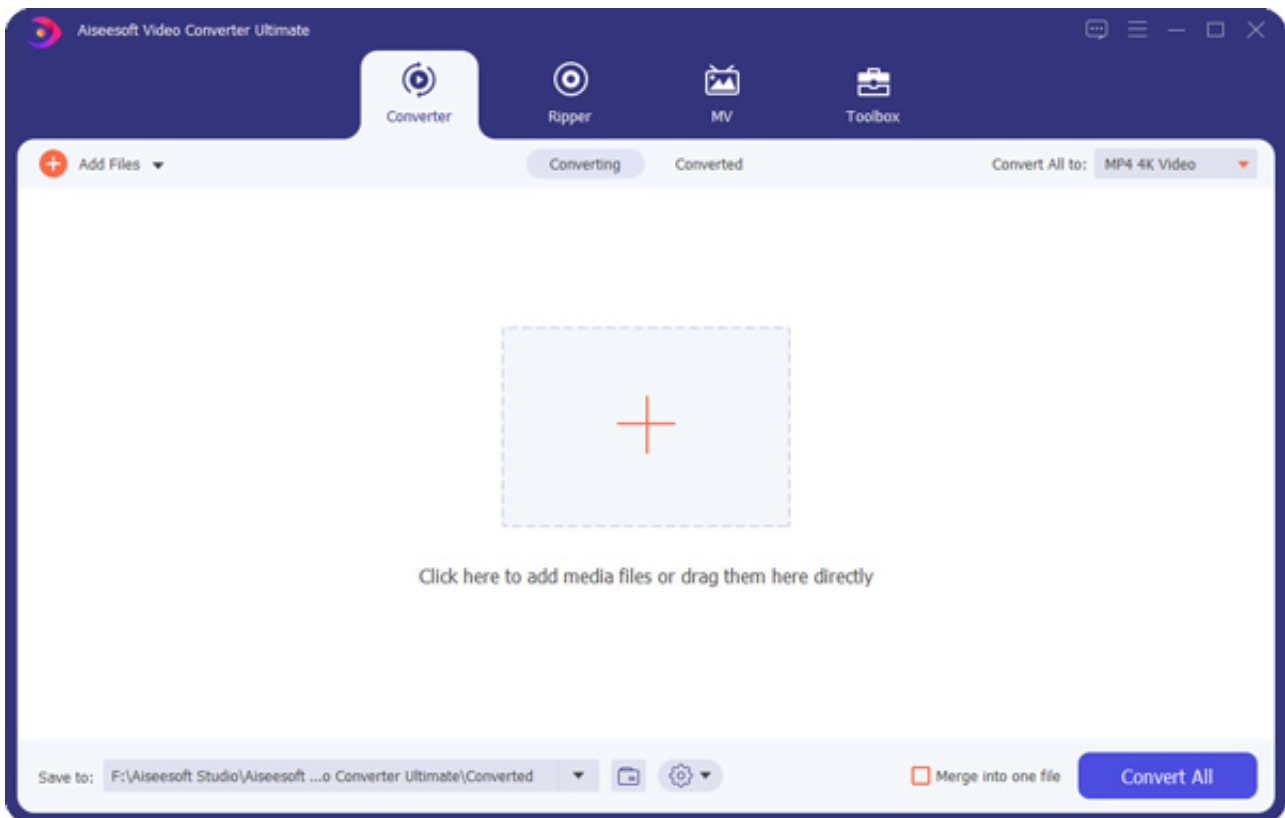 Aiseesoft Video Converter Ultimate
Converter
Ripper
MV
Toolbox
Add Files
Converting
Converted
Convert All to:
MP4 4K Video
Click here to add media files or drag them here directly
Save to:
F:\Aiseesoft Studio\Aiseesoft ...o Converter Ultimate\Converted
Merge into one file
Convert All